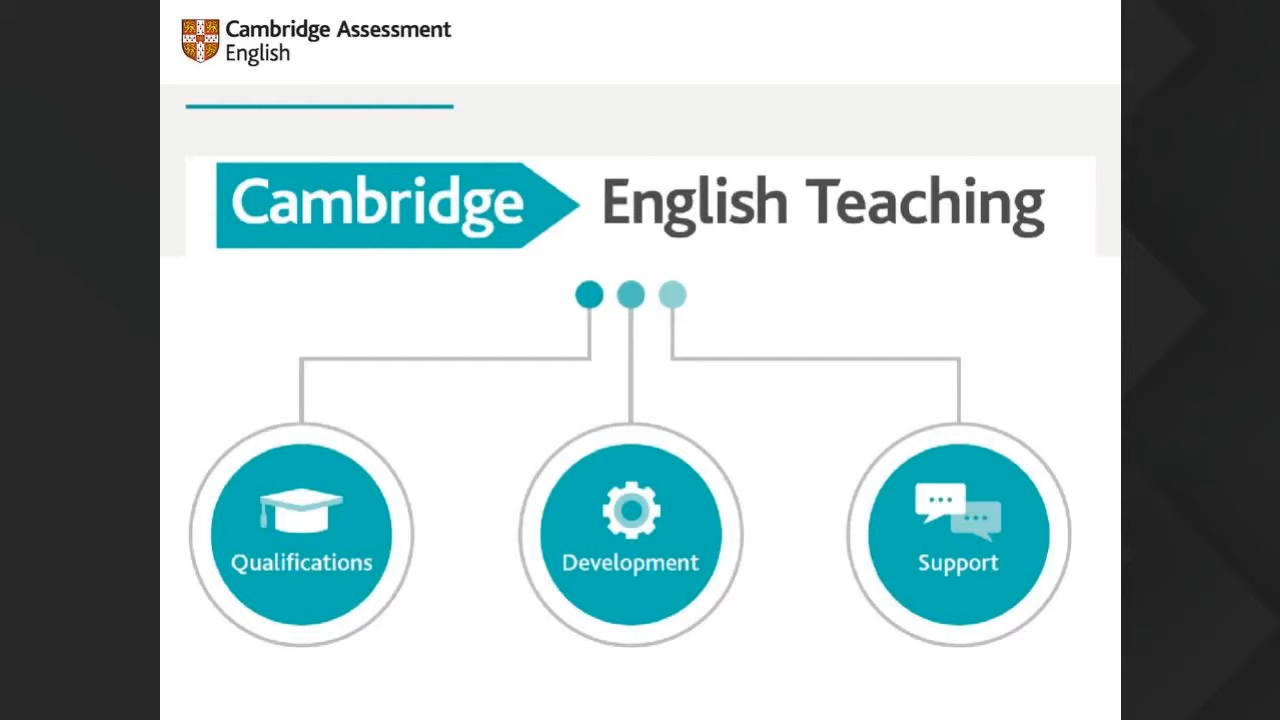 Cambridge Assessment
English
Cambridge English Teaching
Qualifications
Development
Support